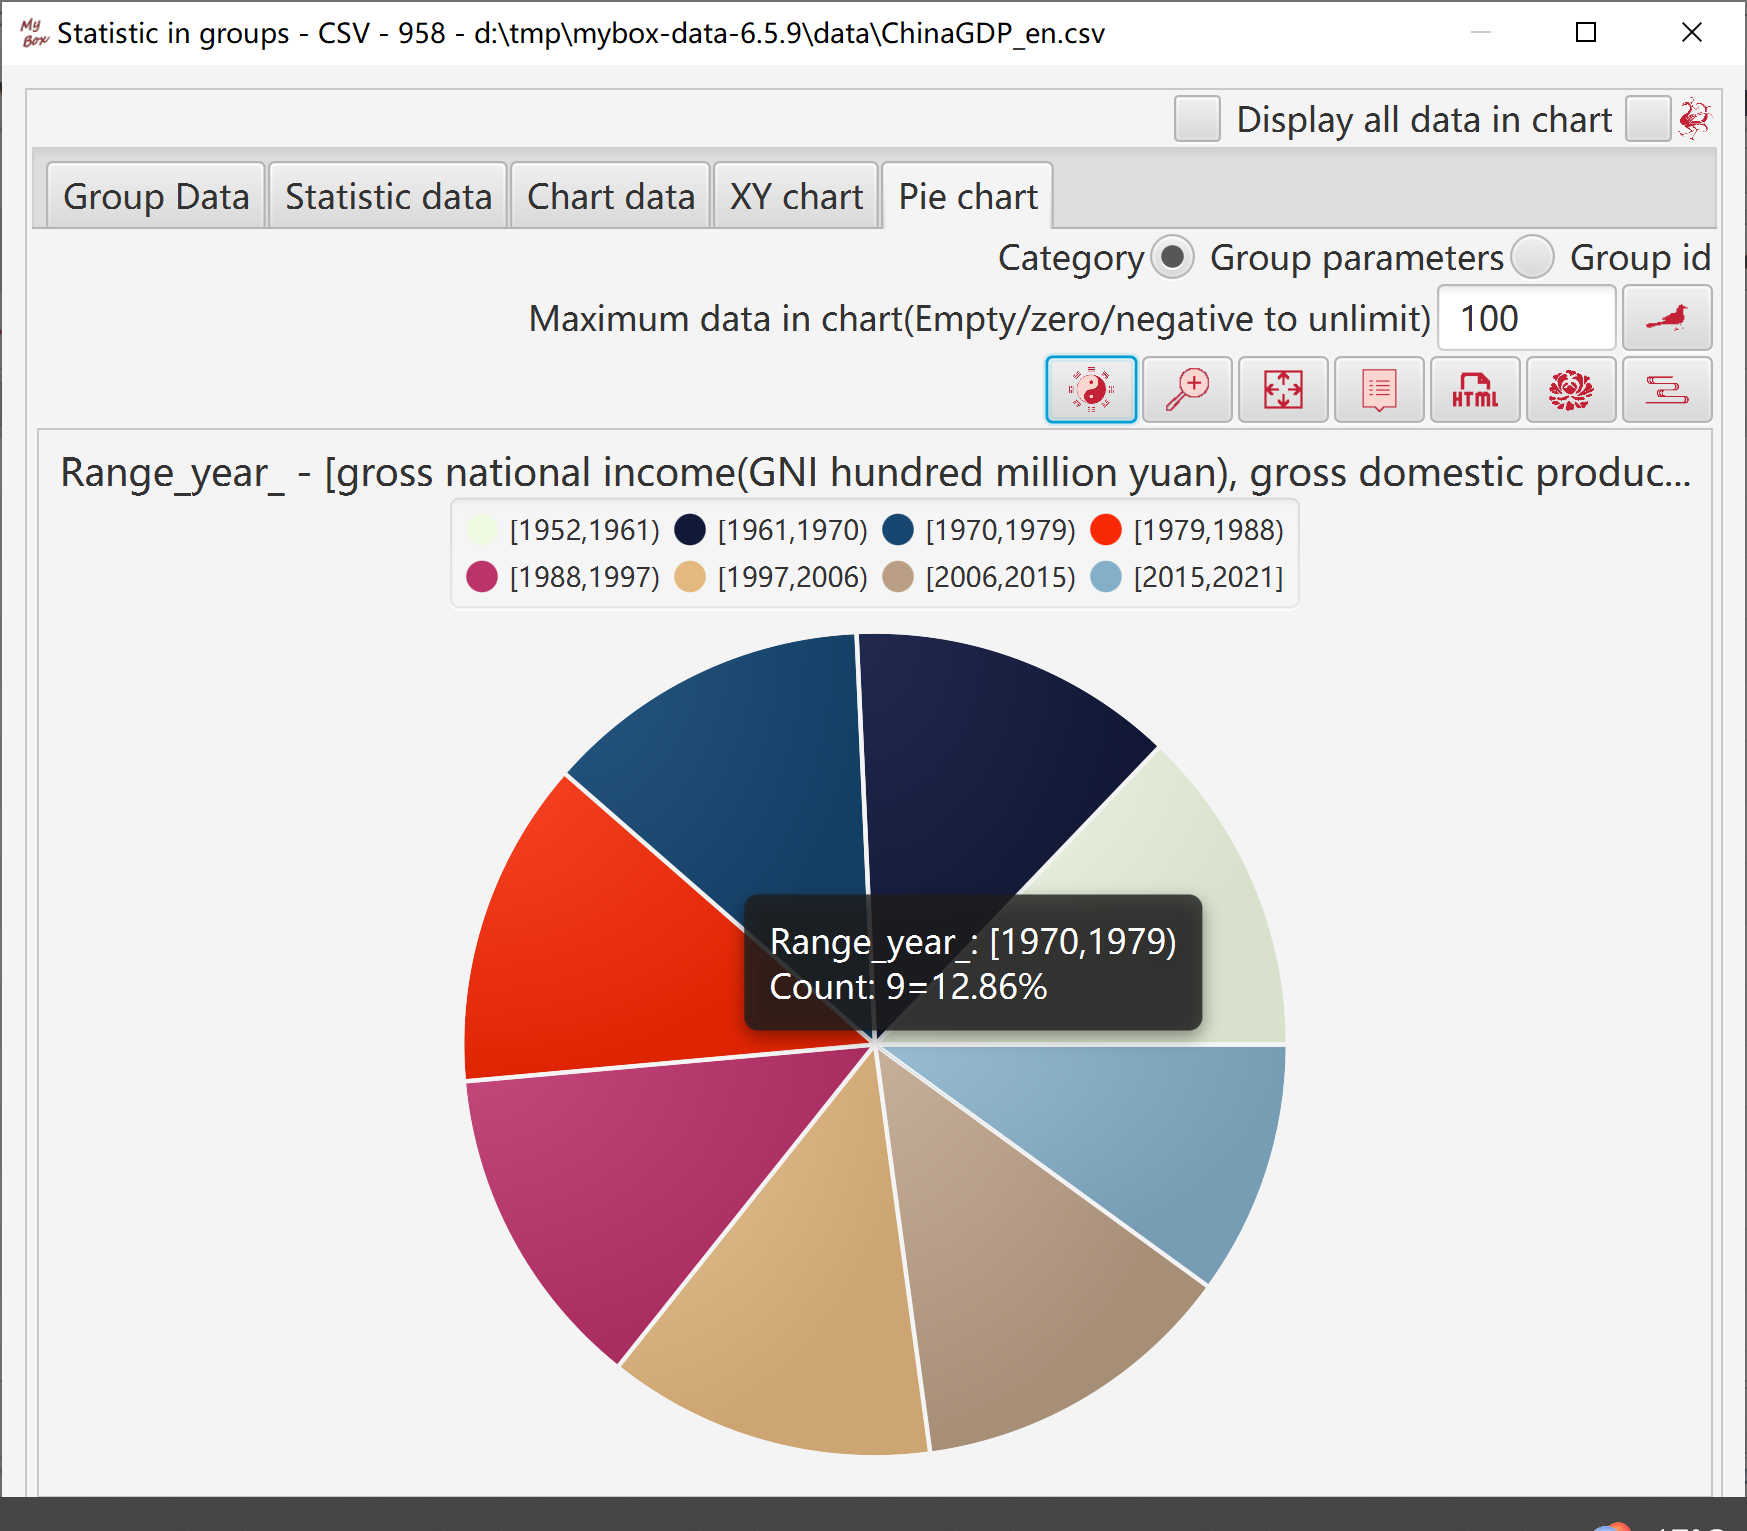 My Box Statistic in groups - CSV - 958 - d:\tmp\mybox-data-6.5.9\data\ChinaGDP_en.csv
Display all data in chart
Group Data Statistic data Chart data XY chart Pie chart
Category Group parameters Group id
Maximum data in chart(Empty/zero/negative to unlimit) 100
HTML
Range_year_ - [gross national income(GNI hundred million yuan), gross domestic produc...
[1952,1961) [1961,1970) [1970,1979) [1979,1988)
[1988,1997) [1997,2006) [2006,2015) [2015,2021]
Range_year_: [1970,1979)
Count: 9=12.86%